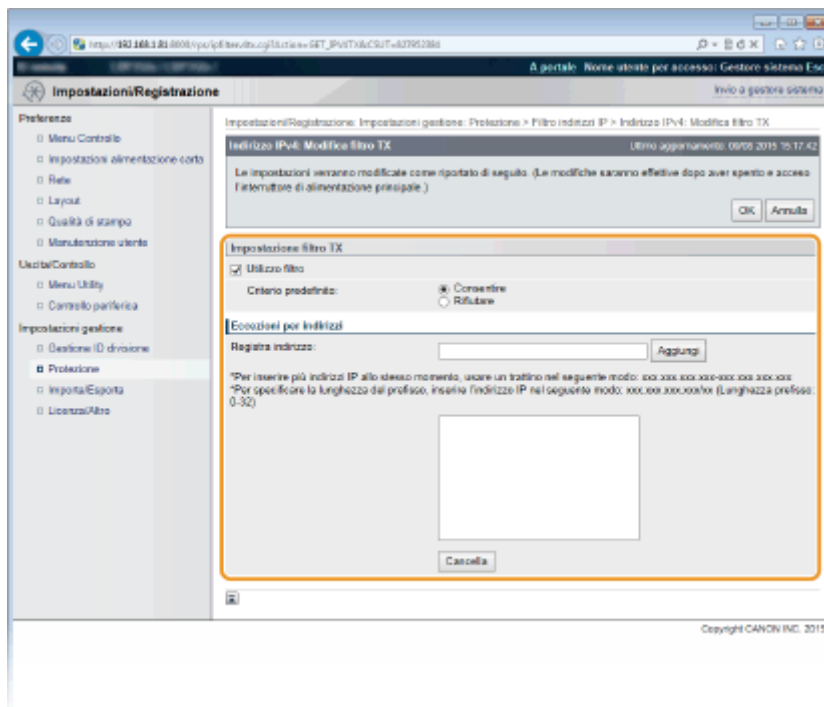 A portale Nome utente per accesso: Gestore sistema Esc
Impostazioni/Registrazione
Invio a gestore sistema
Preferenze
Menu Controllo
Impostazioni alimentazione carta
Rete
Layout
Qualità di stampa
Manutenzione utente
Uscita/Controllo
Menu Utility
Controllo periferica
Impostazioni gestione
Gestione ID divisione
Protezione
Importa/Esporta
Licenza/Altro
Impostazioni/Registrazione: Impostazioni gestione: Protezione > Filtro indirizzi IP > Indirizzo IPv4: Modifica filtro TX
Indirizzo IPv4: Modifica filtro TX
Ultimo aggiornamento: 2015 15:17:42
Le impostazioni verranno modificate come riportato di seguito. (Le modifiche saranno effettive dopo aver spento e acceso
l'interruttore di alimentazione principale.)
OK Annulla
Impostazione filtro TX
Utilizzo filtro
Criterio predefinito:
Consentire
Rifiutare
Eccezioni per indirizzi
Registra indirizzo:
Aggiungi
*Per inserire più indirizzi IP allo stesso momento, usare un trattino nel seguente modo: xxx.xxx.xxx.xxx-xxx.xxx.xxx.xxx
*Per specificare la lunghezza del prefisso, inserire l'indirizzo IP nel seguente modo: xxx.xxx.xxx.xxx/xx (Lunghezza prefisso:
0-32)
Cancella
Copyright CANON INC. 2015